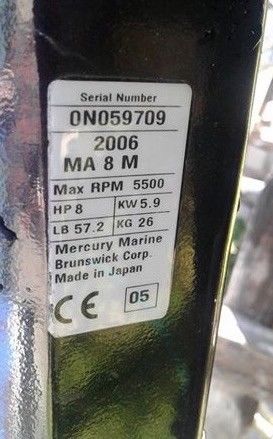 Serial Number
0N059709
2006
MA 8 M
Max RPM 5500
HP 8 KW 5.9
LB 57.2 KG 26
Mercury Marine
Brunswick Corp.
Made in Japan
CE 05